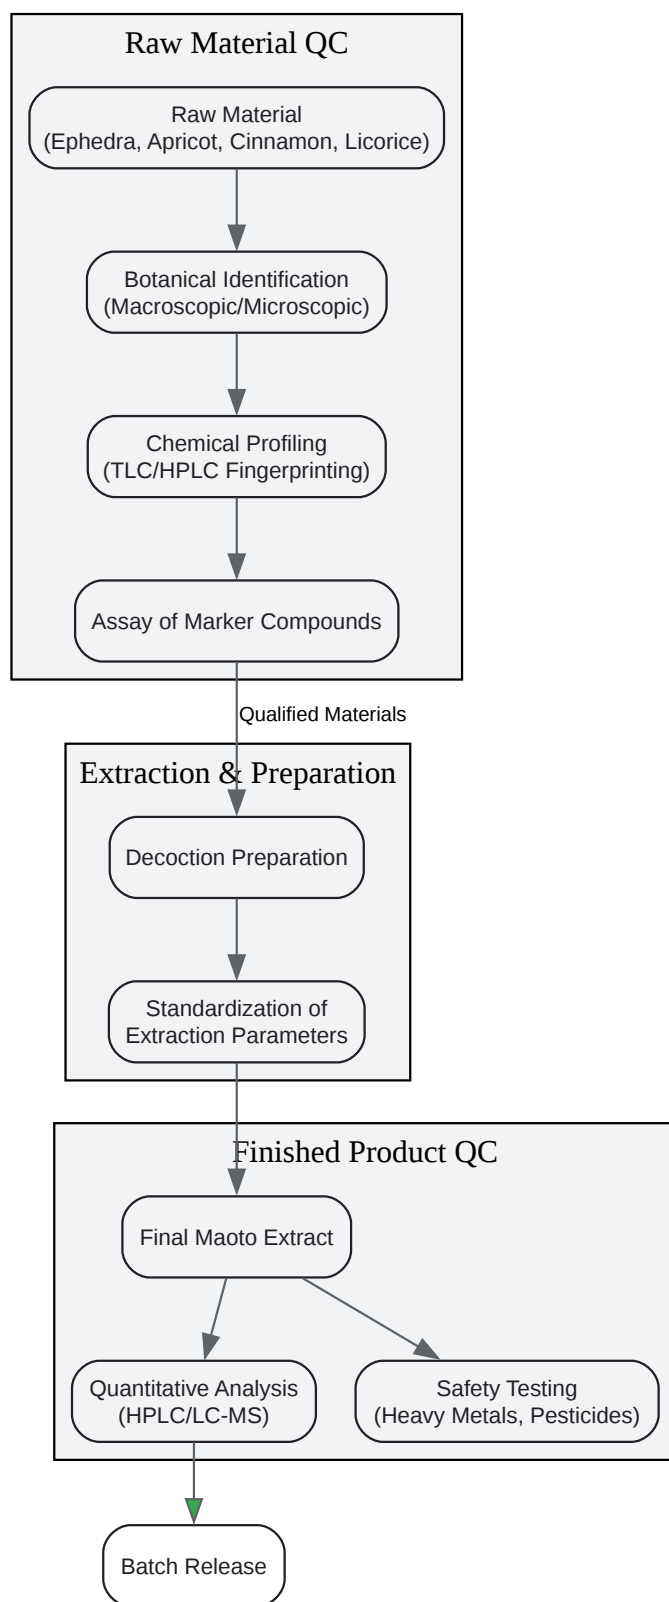 Raw Material QC
Raw Material
(Ephedra, Apricot, Cinnamon, Licorice)
Botanical Identification
(Macroscopic/Microscopic)
Chemical Profiling
(TLC/HPLC Fingerprinting)
Assay of Marker Compounds
Qualified Materials
Extraction & Preparation
Decoction Preparation
Standardization of
Extraction Parameters
Finished Product QC
Final Maoto Extract
Quantitative Analysis
(HPLC/LC-MS)
Safety Testing
(Heavy Metals, Pesticides)
Batch Release